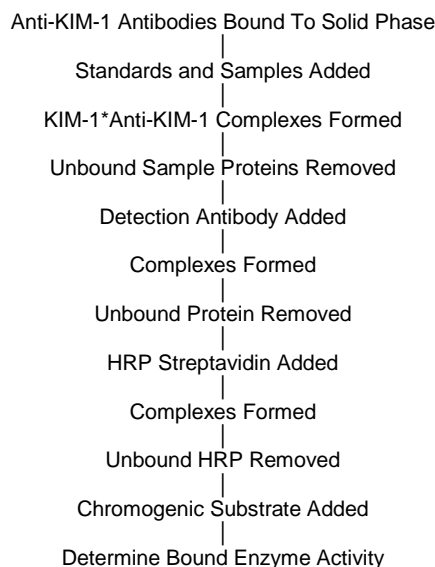 Anti-KIM-1 Antibodies Bound To Solid Phase
Standards and Samples Added
KIM-1*Anti-KIM-1 Complexes Formed
Unbound Sample Proteins Removed
Detection Antibody Added
Complexes Formed
Unbound Protein Removed
HRP Streptavidin Added
Complexes Formed
Unbound HRP Removed
Chromogenic Substrate Added
Determine Bound Enzyme Activity